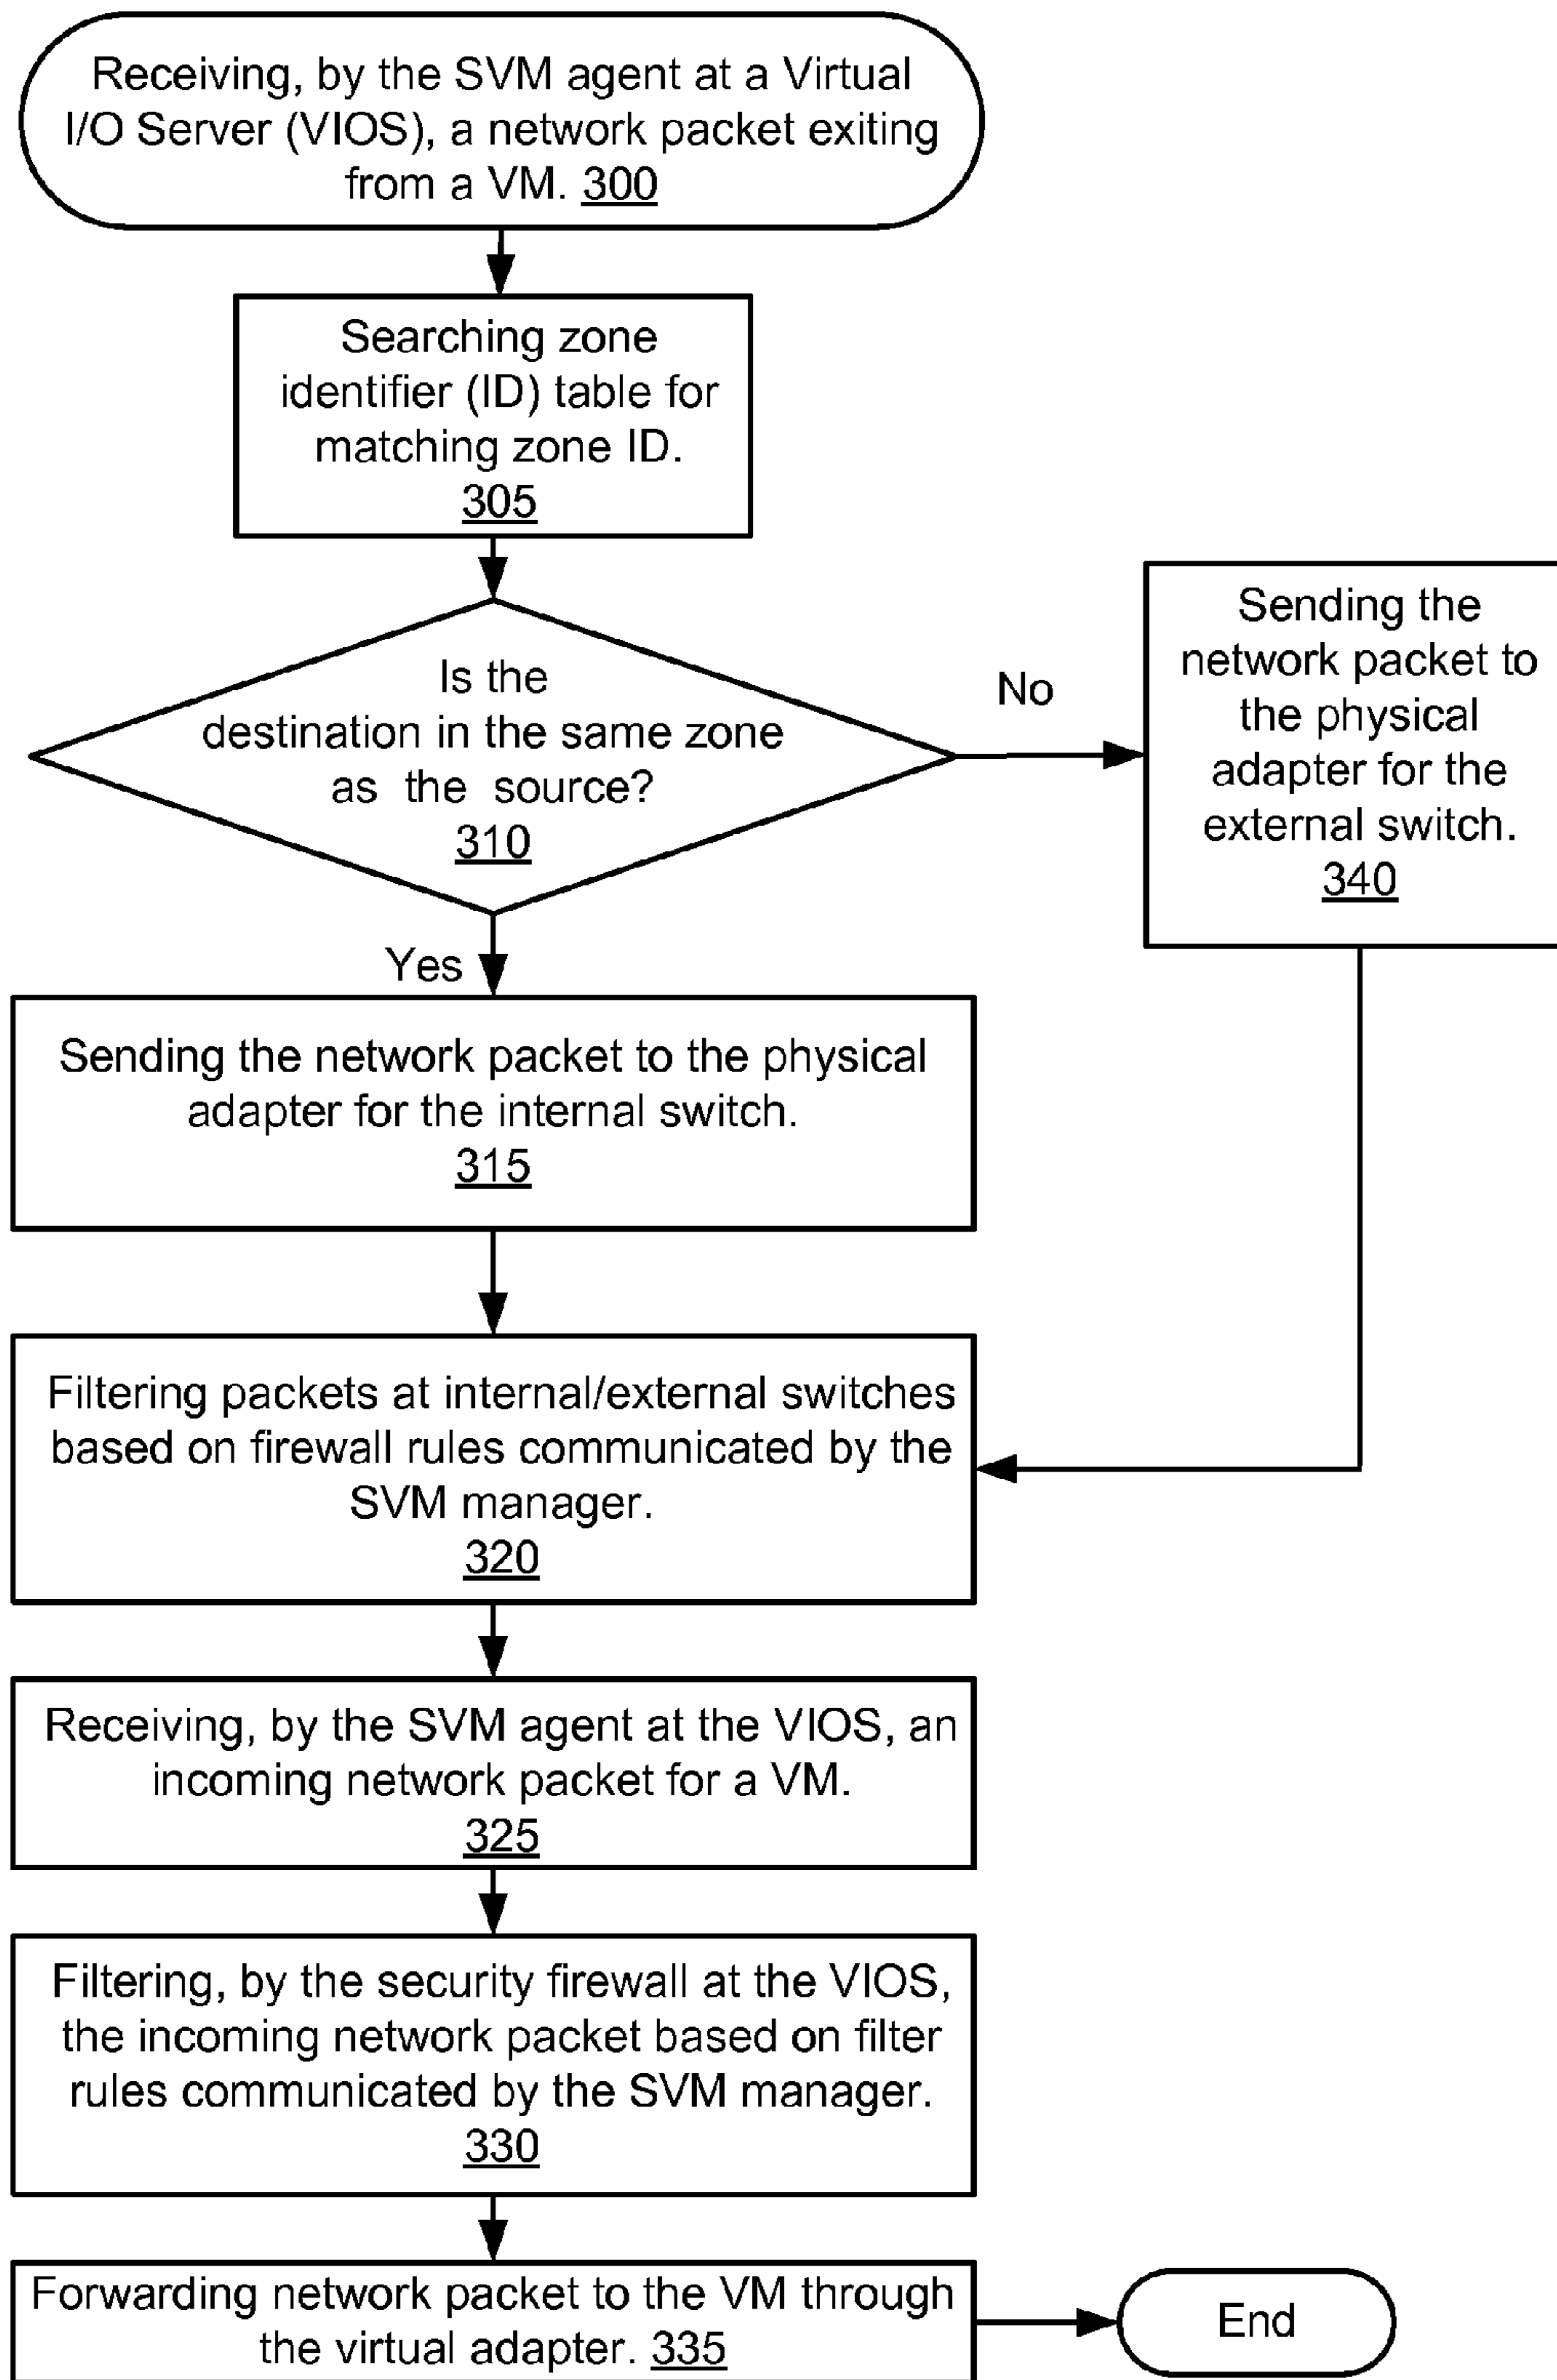 Receiving, by the SVM agent at a Virtual
I/O Server (VIOS), a network packet exiting
from a VM. 300
Searching zone
identifier (ID) table for
matching zone ID.
305
Is the
destination in the same zone
as the source?
310
No
Sending the
network packet to
the physical
adapter for the
external switch.
340
Yes
Sending the network packet to the physical
adapter for the internal switch.
315
Filtering packets at internal/external switches
based on firewall rules communicated by the
SVM manager.
320
Receiving, by the SVM agent at the VIOS, an
incoming network packet for a VM.
325
Filtering, by the security firewall at the VIOS,
the incoming network packet based on filter
rules communicated by the SVM manager.
330
Forwarding network packet to the VM through
the virtual adapter. 335
End